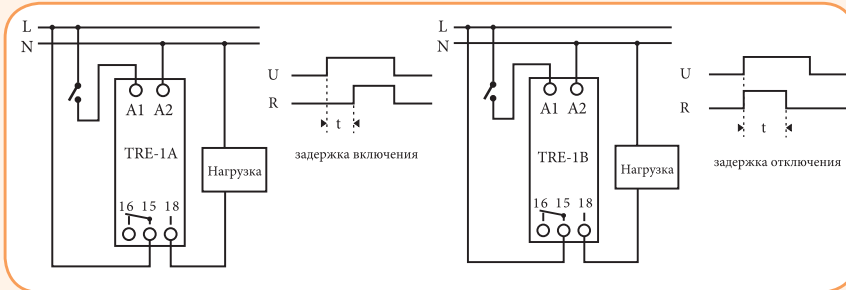 L
N
A1 A2
TRE-1A
16 15 18
Нагрузка
U
R
t
задержка включения
L
N
A1 A2
TRE-1B
16 15 18
Нагрузка
U
R
t
задержка отключения